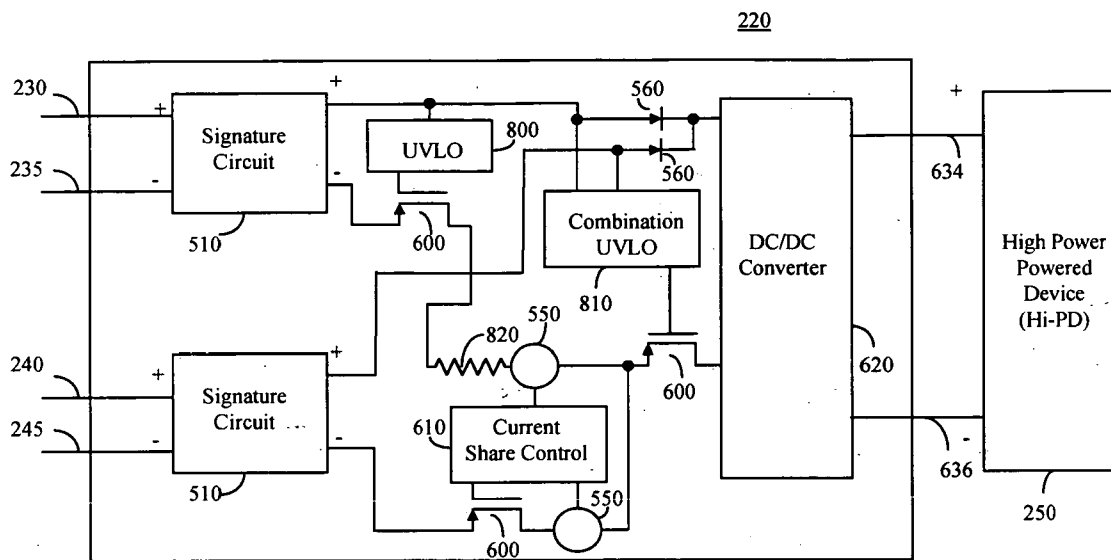 220
230
+
Signature
Circuit
+
560
+
UVLO
800
235
-
-
560
634
510
600
Combination
UVLO
DC/DC
Converter
High Power
Powered
Device
(Hi-PD)
810
550
820
240
+
+
600
620
Signature
Circuit
610
Current
Share Control
245
-
-
-
636
510
550
600
250